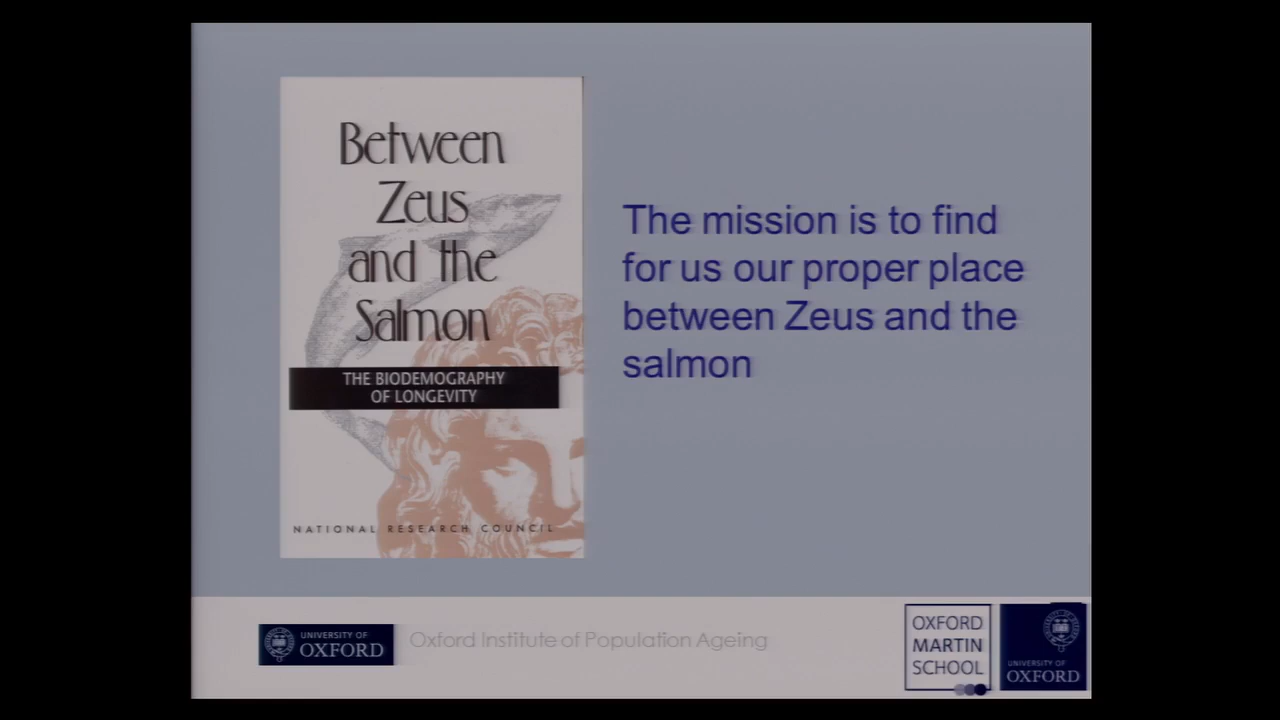 Between
Zeus
and the
Salmon
THE BIODEMOGRAPHY
OF LONGEVITY
NATIONAL RESEARCH COUNCIL
The mission is to find
for us our proper place
between Zeus and the
salmon
UNIVERSITY OF
OXFORD
Oxford Institute of Population Ageing
OXFORD
MARTIN
SCHOOL
UNIVERSITY OF
OXFORD